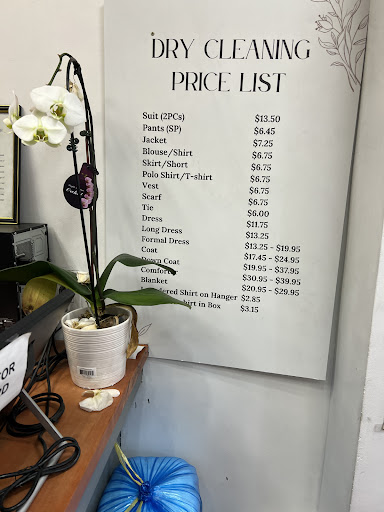 DRY CLEANING
PRICE LIST
Suit (2PCs) $13.50
Pants (SP) $6.45
Jacket $7.25
Blouse/Shirt $6.75
Skirt/Short $6.75
Polo Shirt/T-shirt $6.75
Vest $6.75
Scarf $6.75
Tie $6.00
Dress $11.75
Long Dress $13.25
Formal Dress $13.25 - $19.95
Coat $17.45 - $24.95
Down Coat $19.95 - $37.95
Comforter $30.95 - $39.95
Blanket $20.95 - $29.95
Shirt on Hanger $2.85
in Box $3.15